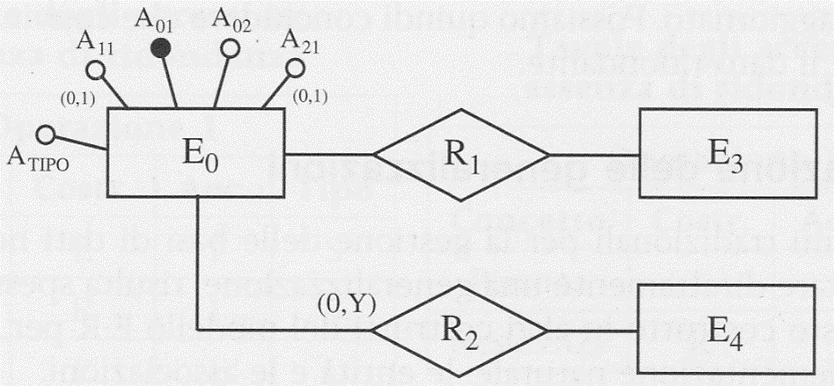 A01 A02
A11 A21
(0,1) (0,1)
ATIPO E0 R1 E3
(0,Y)
R2 E4